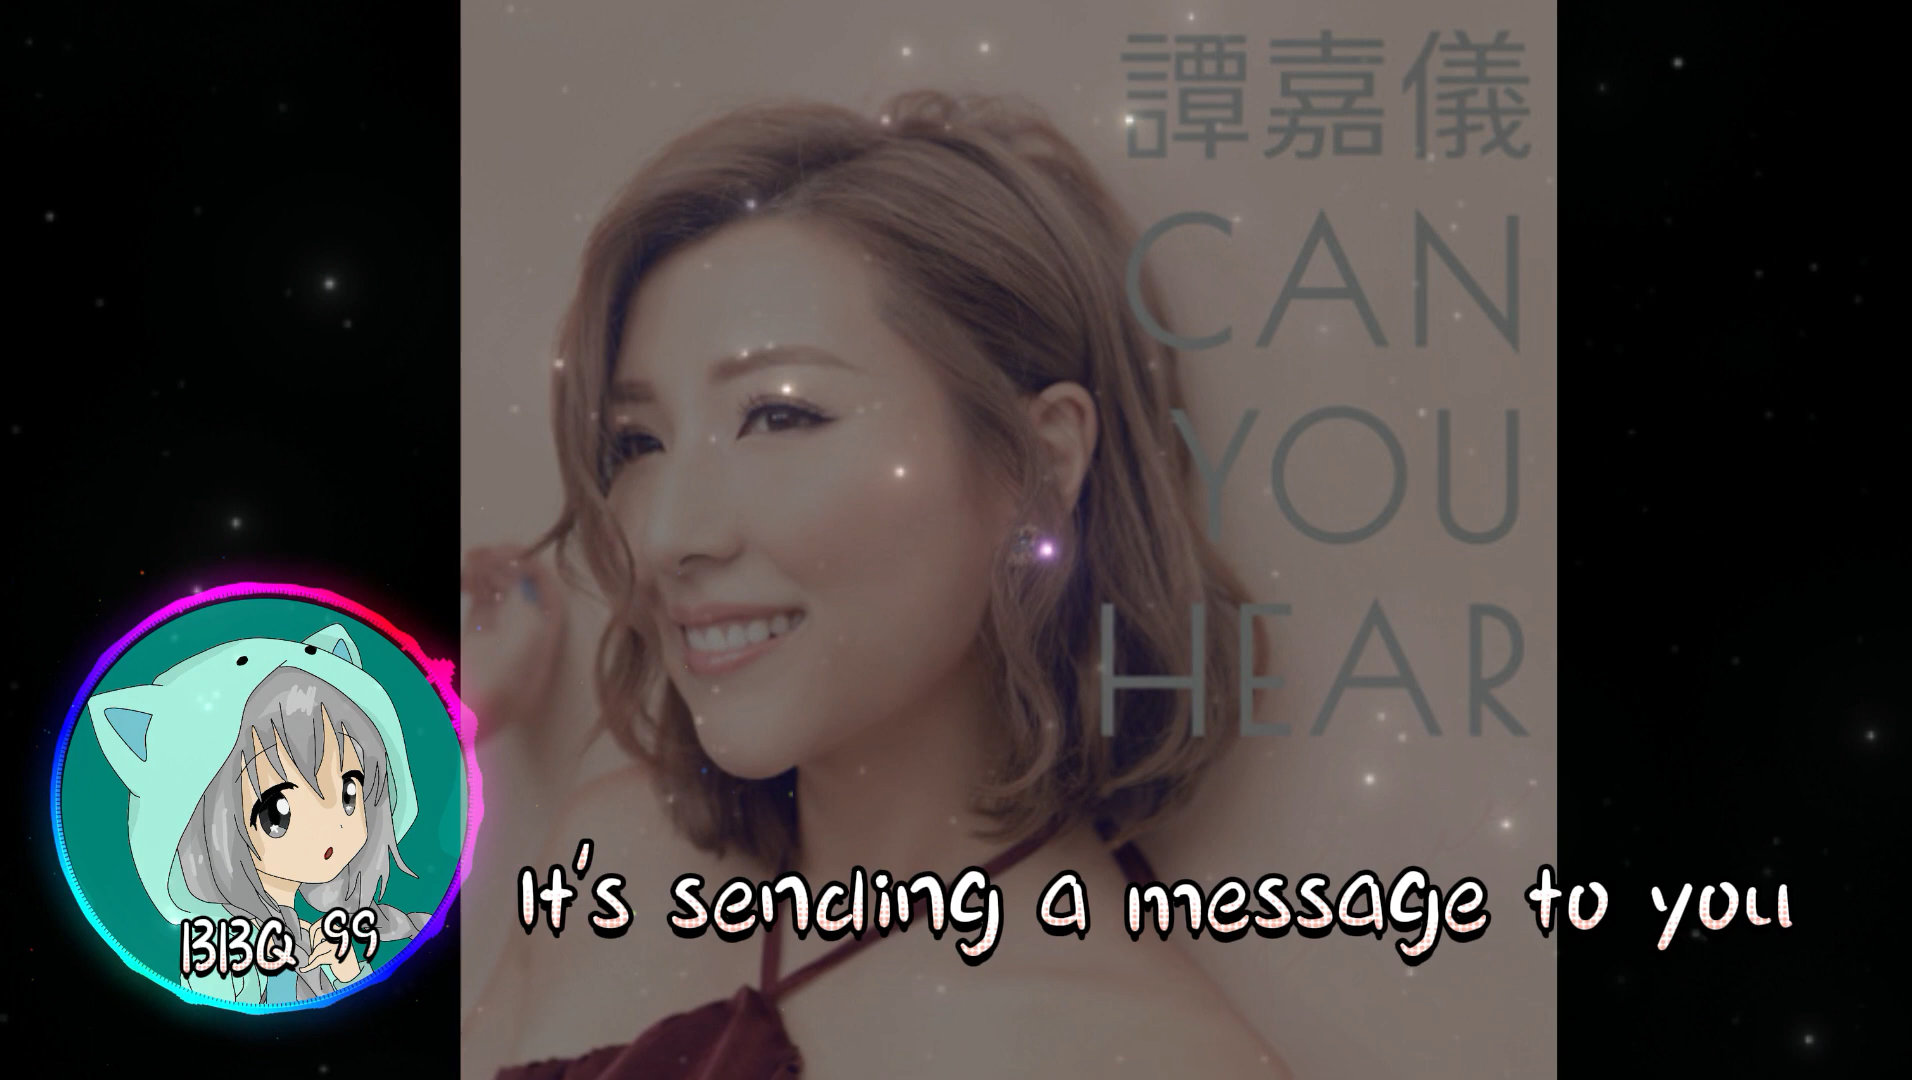 譚嘉儀
CAN
YOU
HEAR
It's sending a message to you
BBQ 99